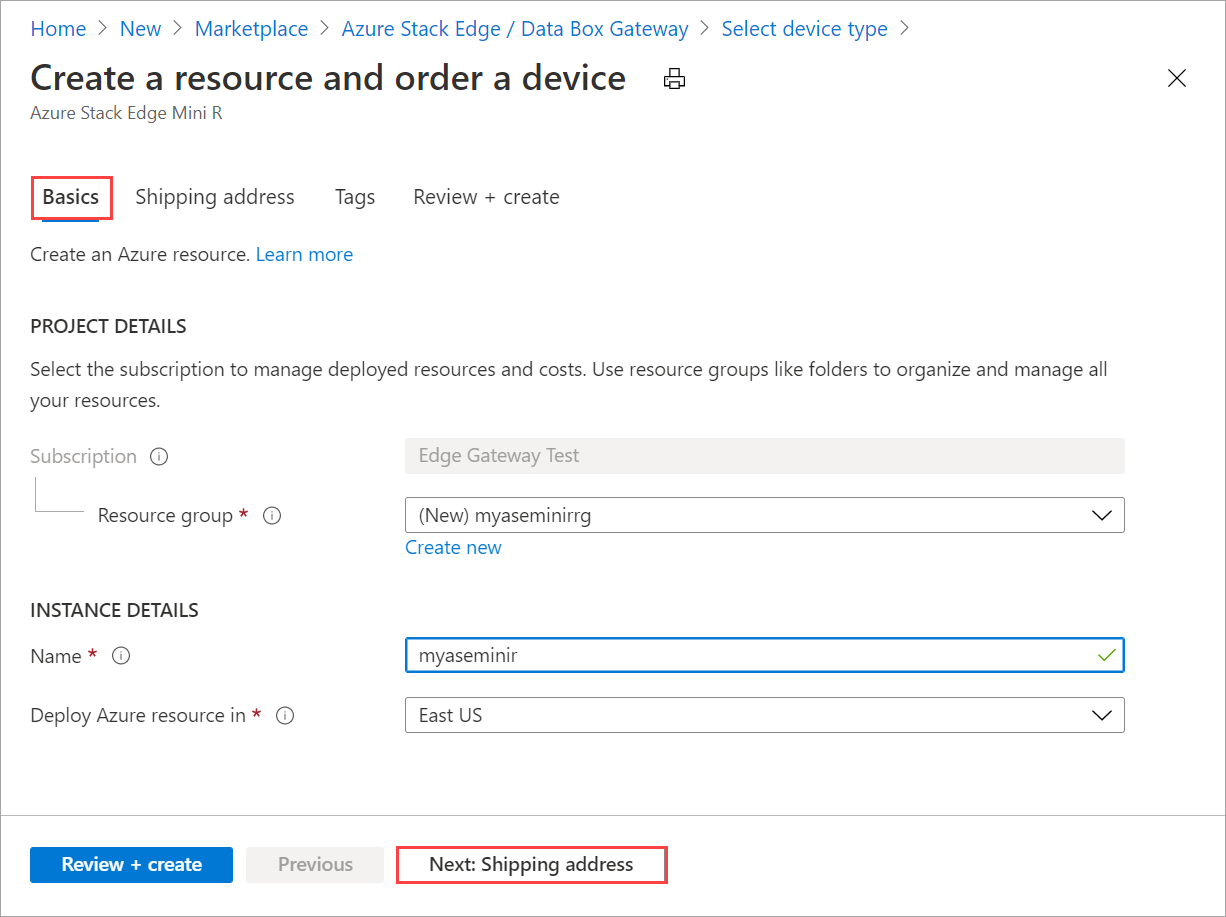 Home > New > Marketplace > Azure Stack Edge / Data Box Gateway > Select device type >
Create a resource and order a device
Azure Stack Edge Mini R
Basics Shipping address Tags Review + create
Create an Azure resource. Learn more
PROJECT DETAILS
Select the subscription to manage deployed resources and costs. Use resource groups like folders to organize and manage all
your resources.
Subscription Edge Gateway Test
Resource group * (New) myaseminirrg
Create new
INSTANCE DETAILS
Name * myaseminir
Deploy Azure resource in * East US
Review + create Previous Next: Shipping address